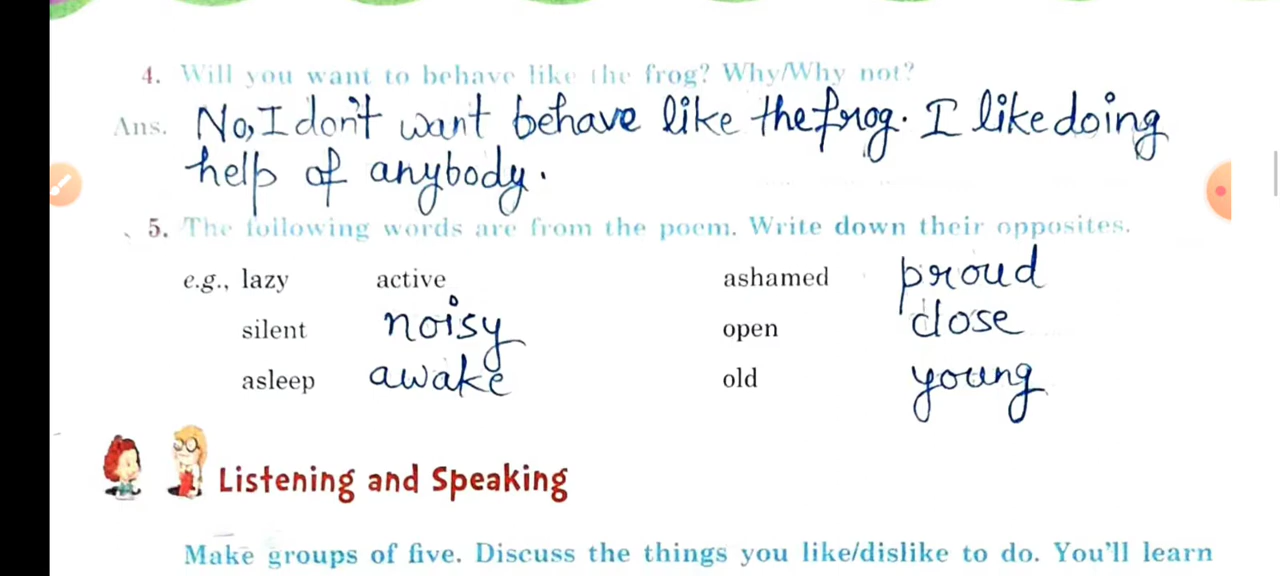 4. Will you want to behave like the frog? Why/Why not?
Ans. No, I don't want behave like the frog. I like doing
help of anybody.
5. The following words are from the poem. Write down their opposites.
e.g., lazy active ashamed proud
silent noisy open close
asleep awake old young
Listening and Speaking
Make groups of five. Discuss the things you like/dislike to do. You'll learn